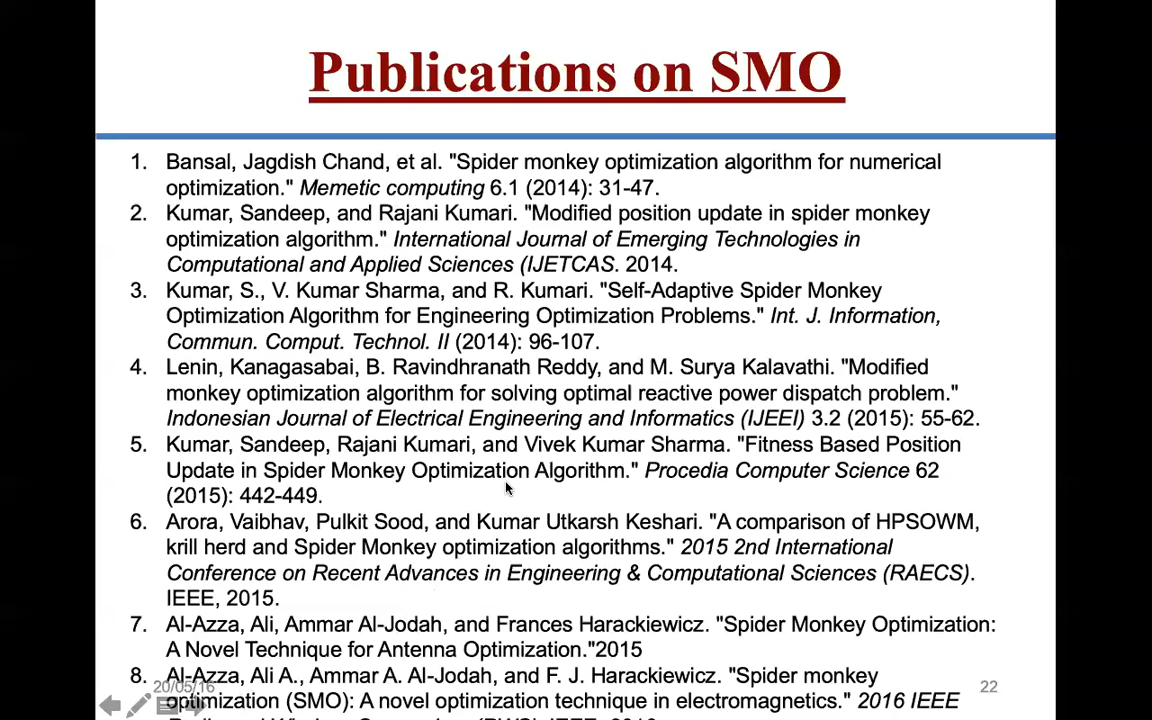 Publications on SMO
1. Bansal, Jagdish Chand, et al. "Spider monkey optimization algorithm for numerical
optimization." Memetic computing 6.1 (2014): 31-47.
2. Kumar, Sandeep, and Rajani Kumari. "Modified position update in spider monkey
optimization algorithm." International Journal of Emerging Technologies in
Computational and Applied Sciences (IJETCAS. 2014.
3. Kumar, S., V. Kumar Sharma, and R. Kumari. "Self-Adaptive Spider Monkey
Optimization Algorithm for Engineering Optimization Problems." Int. J. Information,
Commun. Comput. Technol. II (2014): 96-107.
4. Lenin, Kanagasabai, B. Ravindhranath Reddy, and M. Surya Kalavathi. "Modified
monkey optimization algorithm for solving optimal reactive power dispatch problem."
Indonesian Journal of Electrical Engineering and Informatics (IJEEI) 3.2 (2015): 55-62.
5. Kumar, Sandeep, Rajani Kumari, and Vivek Kumar Sharma. "Fitness Based Position
Update in Spider Monkey Optimization Algorithm." Procedia Computer Science 62
(2015): 442-449.
6. Arora, Vaibhav, Pulkit Sood, and Kumar Utkarsh Keshari. "A comparison of HPSOWM,
krill herd and Spider Monkey optimization algorithms." 2015 2nd International
Conference on Recent Advances in Engineering & Computational Sciences (RAECS).
IEEE, 2015.
7. Al-Azza, Ali, Ammar Al-Jodah, and Frances Harackiewicz. "Spider Monkey Optimization:
A Novel Technique for Antenna Optimization."2015
8. Al-Azza, Ali A., Ammar A. Al-Jodah, and F. J. Harackiewicz. "Spider monkey
20/05/16
22
optimization (SMO): A novel optimization technique in electromagnetics." 2016 IEEE